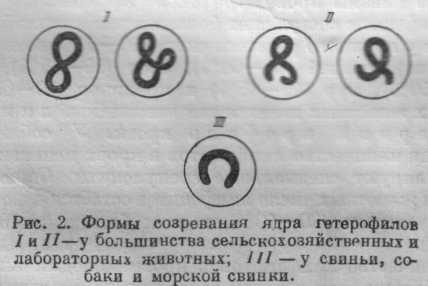 I
II
III
Рис. 2. Формы созревания ядра гетерофилов
I и II—у большинства сельскохозяйственных и
лабораторных животных; III — у свиньи, со-
баки и морской свинки.